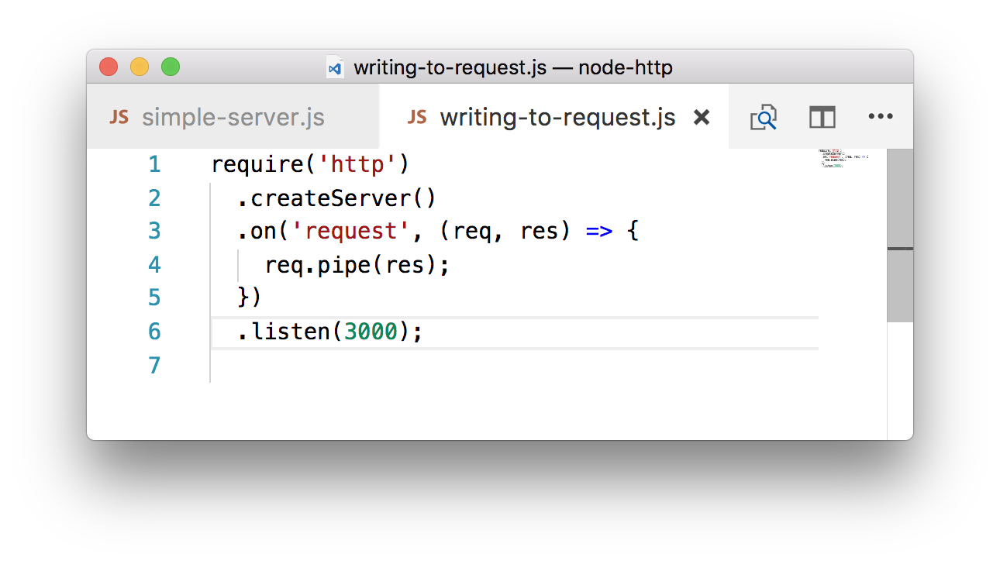 writing-to-request.js — node-http
JS simple-server.js
JS writing-to-request.js
1 require('http')
2 .createServer()
3 .on('request', (req, res) => {
4 req.pipe(res);
5 })
6 .listen(3000);
7